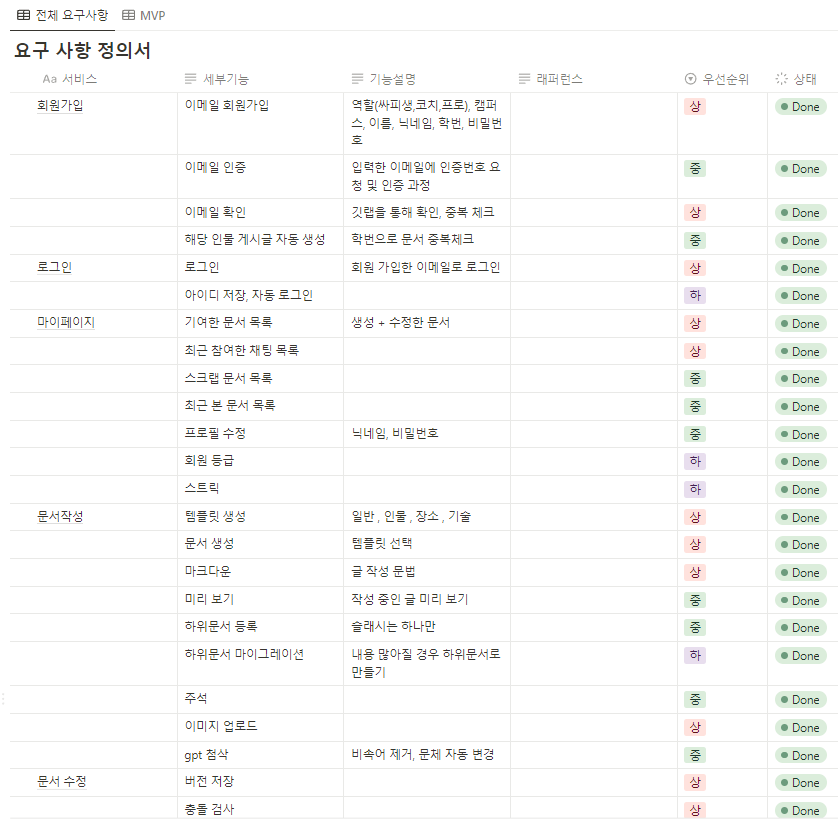 전체 요구사항 MVP
요구 사항 정의서
Aa 서비스 세부기능 기능설명 래퍼런스 우선순위 상태
회원가입 이메일 회원가입 역할(싸피생,코치,프로), 캠퍼 상 Done
스, 이름, 닉네임, 학번, 비밀번
호
이메일 인증 입력한 이메일에 인증번호 요 중 Done
청 및 인증 과정
이메일 확인 깃랩을 통해 확인, 중복 체크 상 Done
해당 인물 게시글 자동 생성 학번으로 문서 중복체크 중 Done
로그인 로그인 회원 가입한 이메일로 로그인 상 Done
아이디 저장, 자동 로그인 하 Done
마이페이지 기여한 문서 목록 생성 + 수정한 문서 상 Done
최근 참여한 채팅 목록 상 Done
스크랩 문서 목록 중 Done
최근 본 문서 목록 중 Done
프로필 수정 닉네임, 비밀번호 중 Done
회원 등급 하 Done
스트릭 하 Done
문서작성 템플릿 생성 일반 , 인물 , 장소 , 기술 상 Done
문서 생성 템플릿 선택 상 Done
마크다운 글 작성 문법 상 Done
미리 보기 작성 중인 글 미리 보기 중 Done
하위문서 등록 슬래시는 하나만 중 Done
하위문서 마이그레이션 내용 많아질 경우 하위문서로 하 Done
만들기
주석 중 Done
이미지 업로드 상 Done
gpt 첨삭 비속어 제거, 문체 자동 변경 중 Done
문서 수정 버전 저장 상 Done
충돌 검사 상 Done